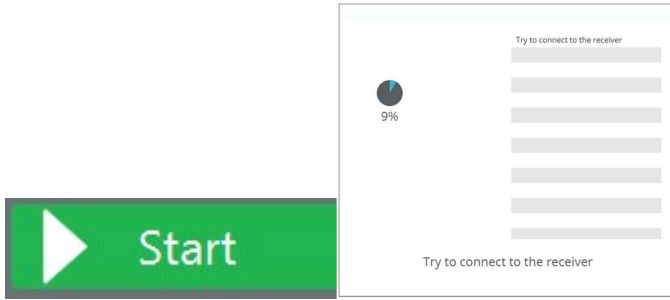 Start
Try to connect to the receiver
9%
Try to connect to the receiver